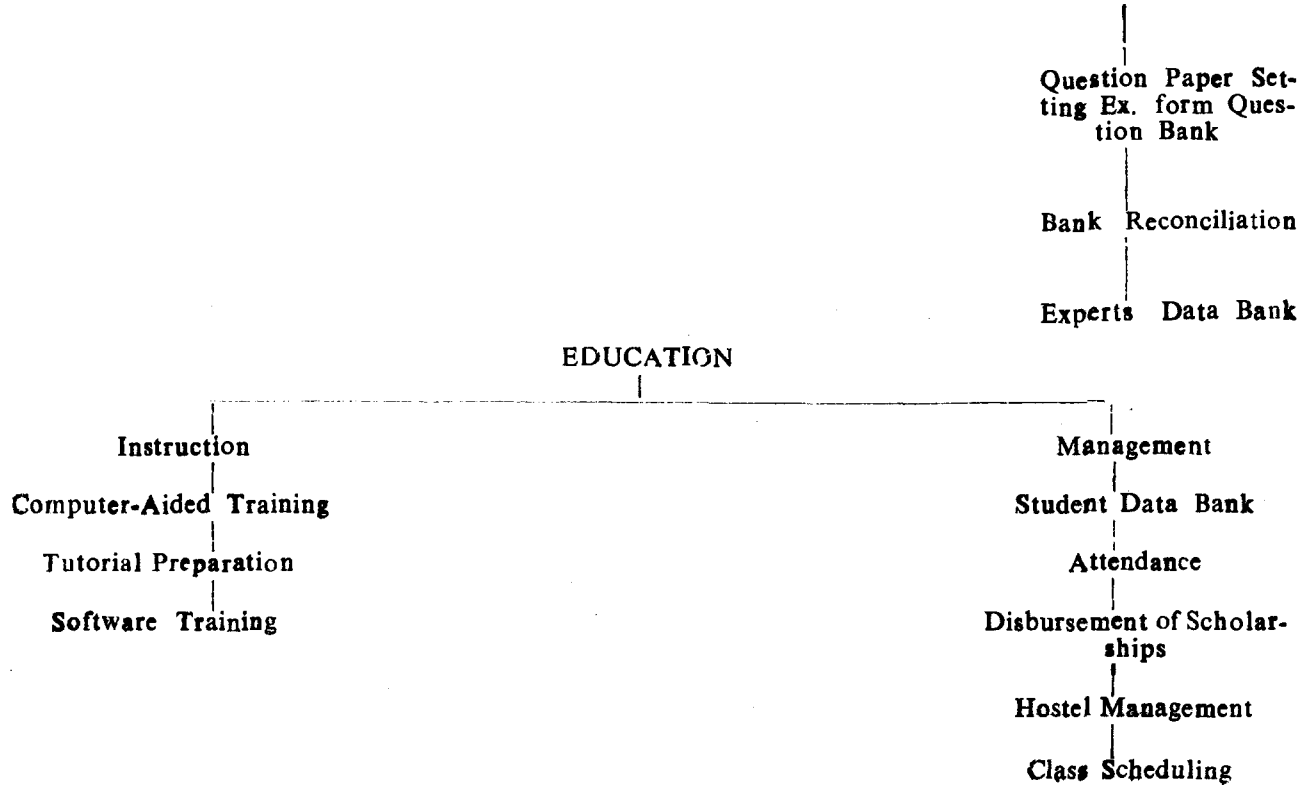 Question Paper Set-
ting Ex. form Ques-
tion Bank
Bank Reconciliation
Experts Data Bank
EDUCATION
Instruction
Computer-Aided Training
Tutorial Preparation
Software Training
Management
Student Data Bank
Attendance
Disbursement of Scholar-
ships
Hostel Management
Class Scheduling